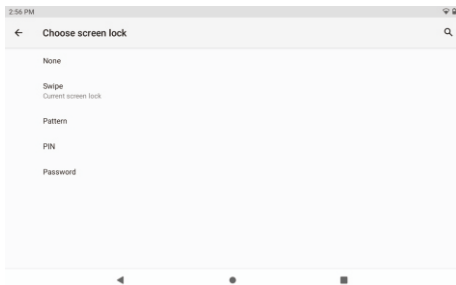 2:56 PM
Choose screen lock
None
Swipe
Current screen lock
Pattern
PIN
Password